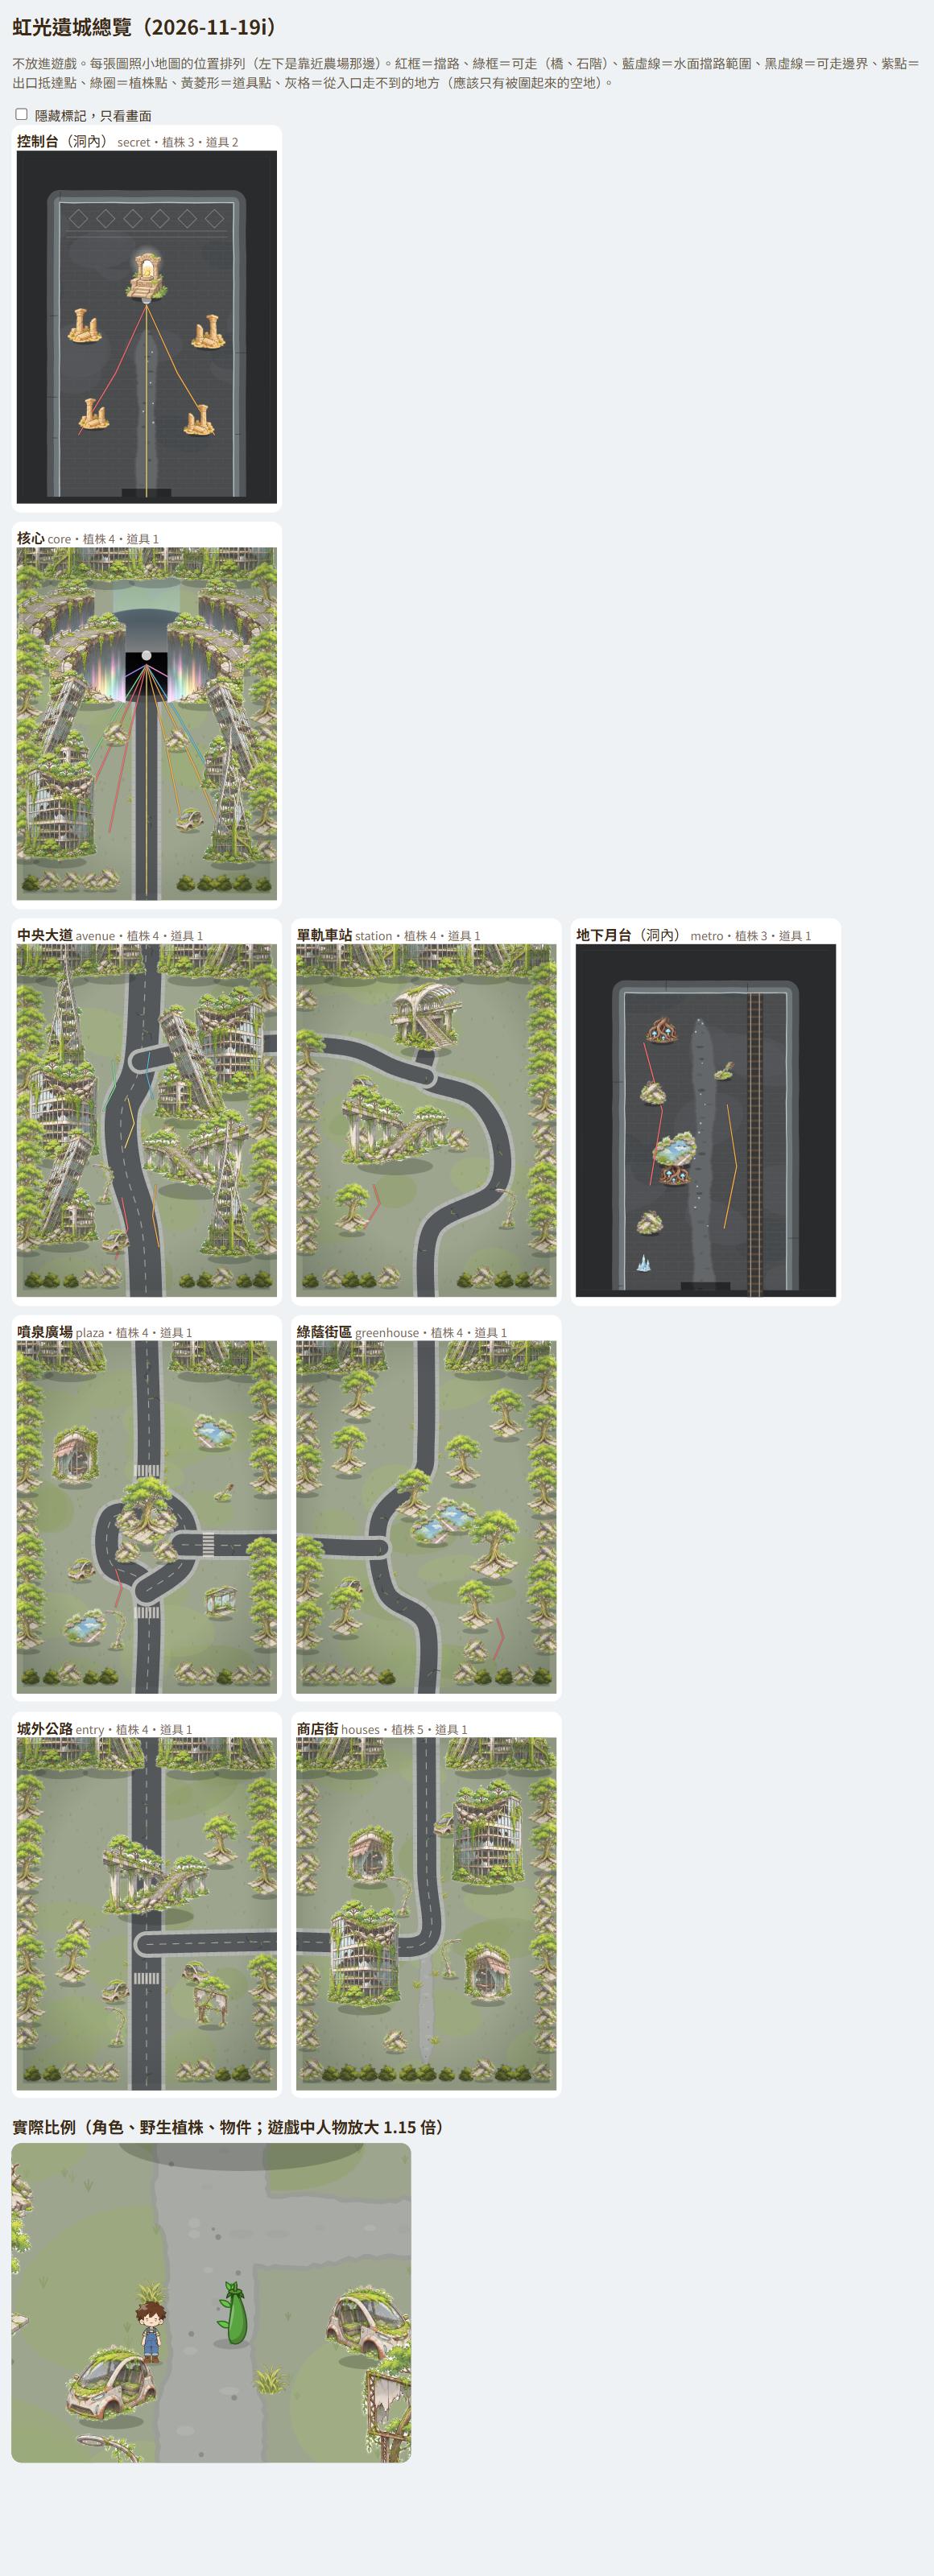 虹光遺城總覽（2026-11-19i）
不放進遊戲。每張圖照小地圖的位置排列（左下是靠近農場那邊）。紅框＝擋路、綠框＝可走（橋、石階）、藍虛線＝水面擋路範圍、黑虛線＝可走邊界、紫點＝
出口抵達點、綠圈＝植株點、黃菱形＝道具點、灰格＝從入口走不到的地方（應該只有被圍起來的空地）。
隱藏標記，只看畫面
控制台（洞內） secret・植株 3・道具 2
核心 core・植株 4・道具 1
中央大道 avenue・植株 4・道具 1
單軌車站 station・植株 4・道具 1
地下月台（洞內） metro・植株 3・道具 1
噴泉廣場 plaza・植株 4・道具 1
綠蔭街區 greenhouse・植株 4・道具 1
城外公路 entry・植株 4・道具 1
商店街 houses・植株 5・道具 1
實際比例（角色、野生植株、物件；遊戲中人物放大 1.15 倍）